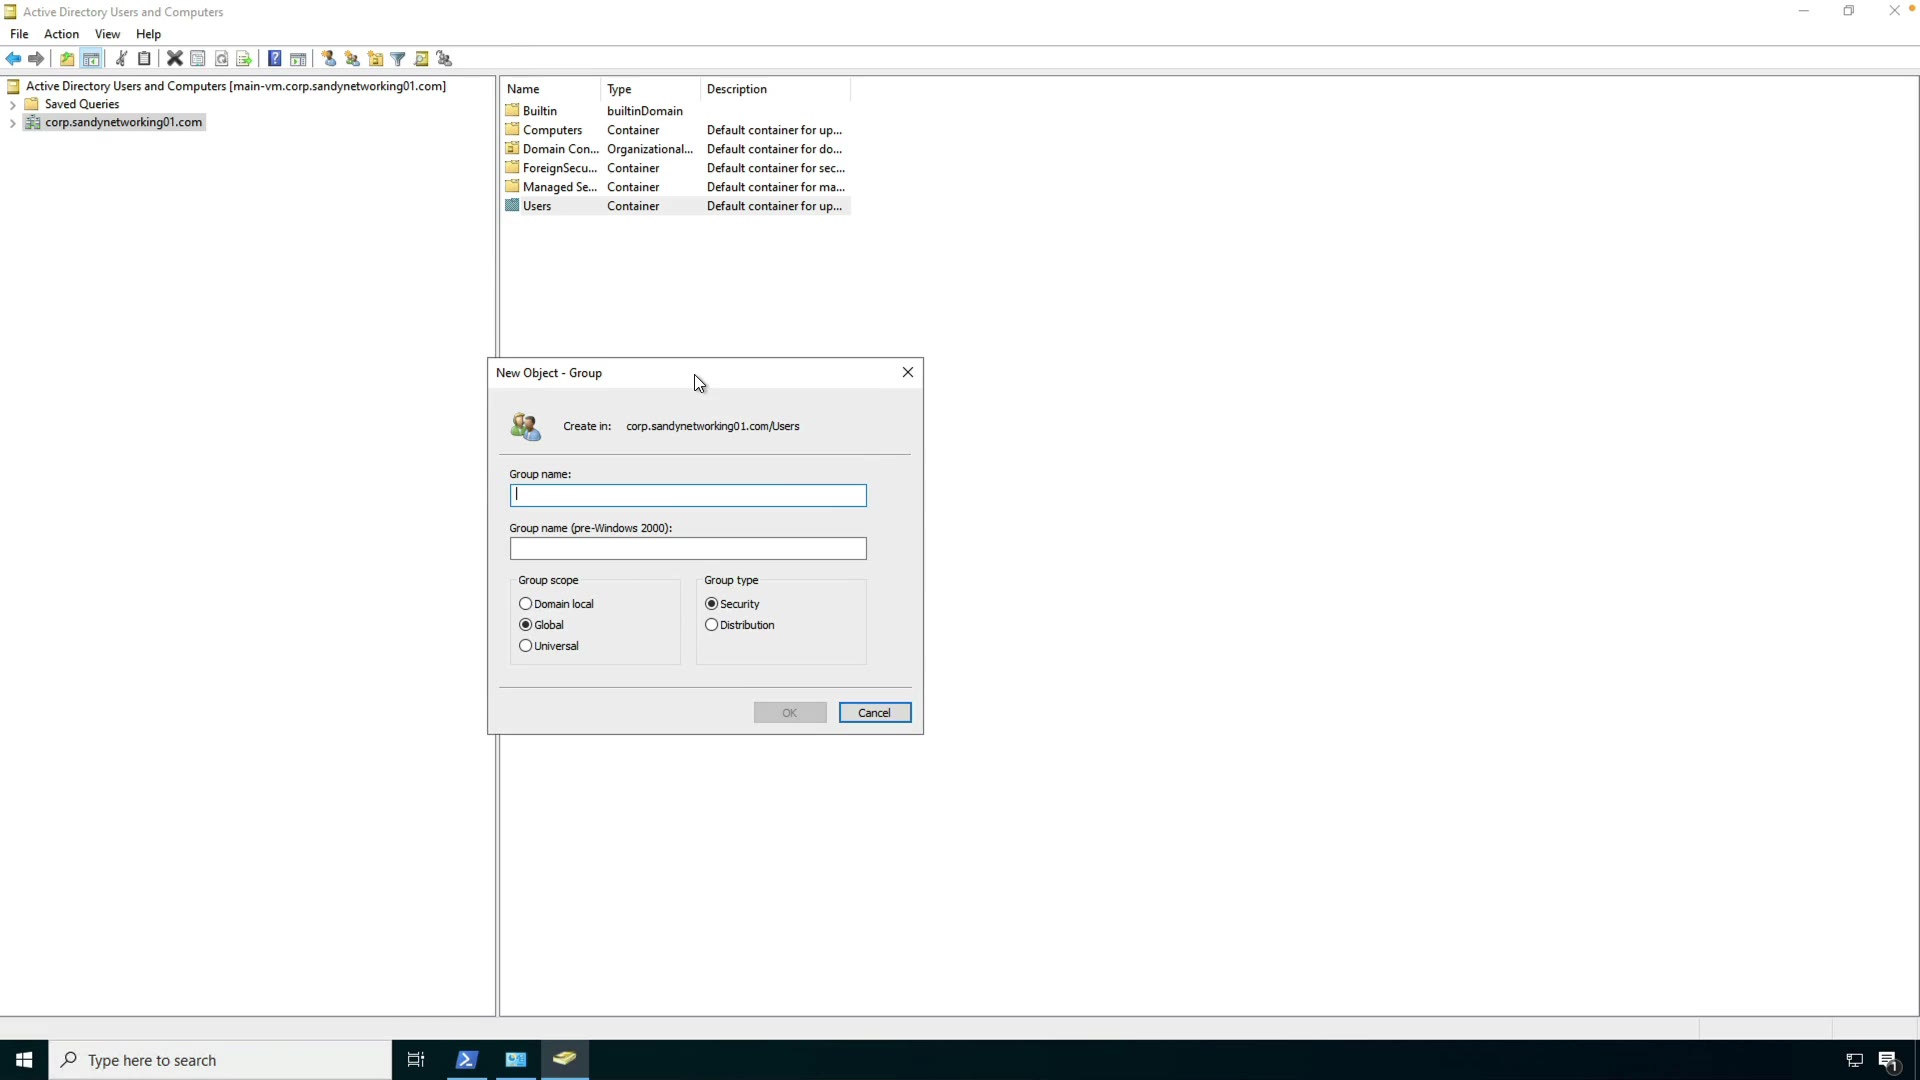 Active Directory Users and Computers
File Action View Help
Active Directory Users and Computers [main-vm.corp.sandynetworking01.com]
Saved Queries
corp.sandynetworking01.com
Name Type Description
Builtin builtinDomain
Computers Container Default container for up...
Domain Con... Organizational... Default container for do...
ForeignSecu... Container Default container for sec...
Managed Se... Container Default container for ma...
Users Container Default container for up...
New Object - Group
Create in: corp.sandynetworking01.com/Users
Group name:
Group name (pre-Windows 2000):
Group scope
Domain local
Global
Universal
Group type
Security
Distribution
OK Cancel
Type here to search
1